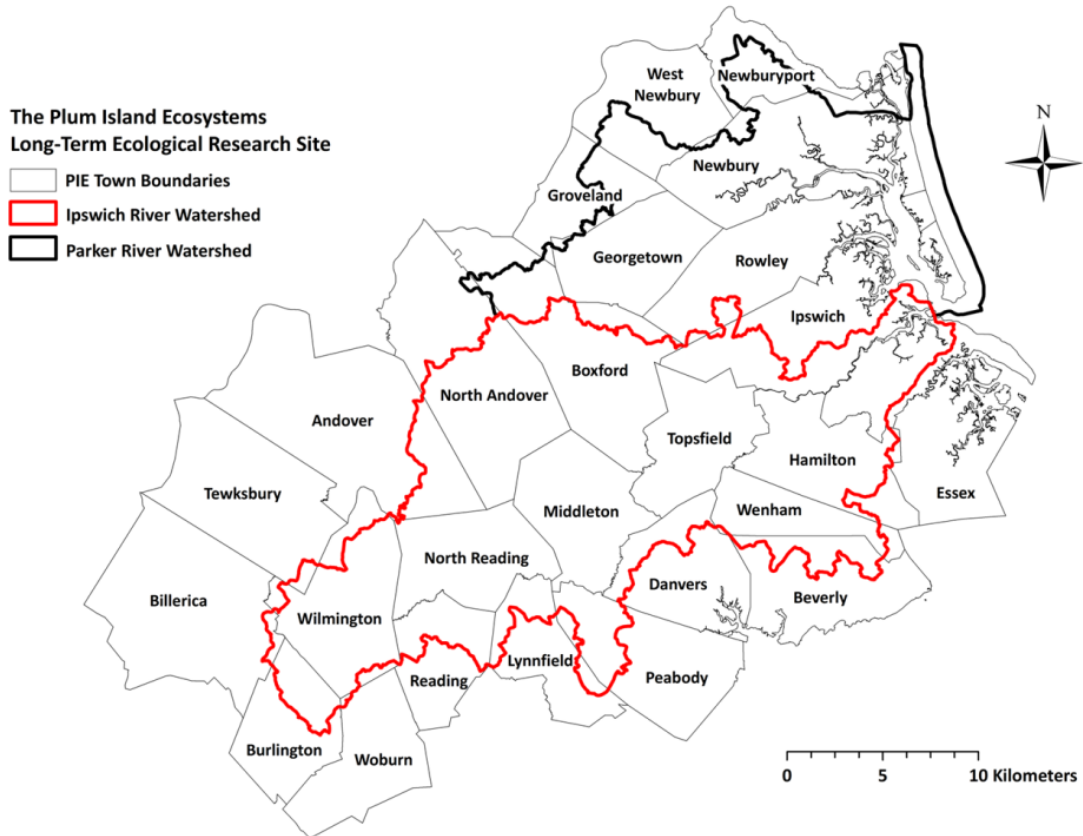 The Plum Island Ecosystems
Long-Term Ecological Research Site
PIE Town Boundaries
Ipswich River Watershed
Parker River Watershed
N
West
Newbury
Newburyport
Newbury
Groveland
Georgetown
Rowley
Ipswich
Boxford
North Andover
Andover
Topsfield
Hamilton
Essex
Tewksbury
Middleton
Wenham
North Reading
Danvers
Beverly
Billerica
Wilmington
Lynnfield
Reading
Peabody
Burlington
Woburn
0 5 10 Kilometers